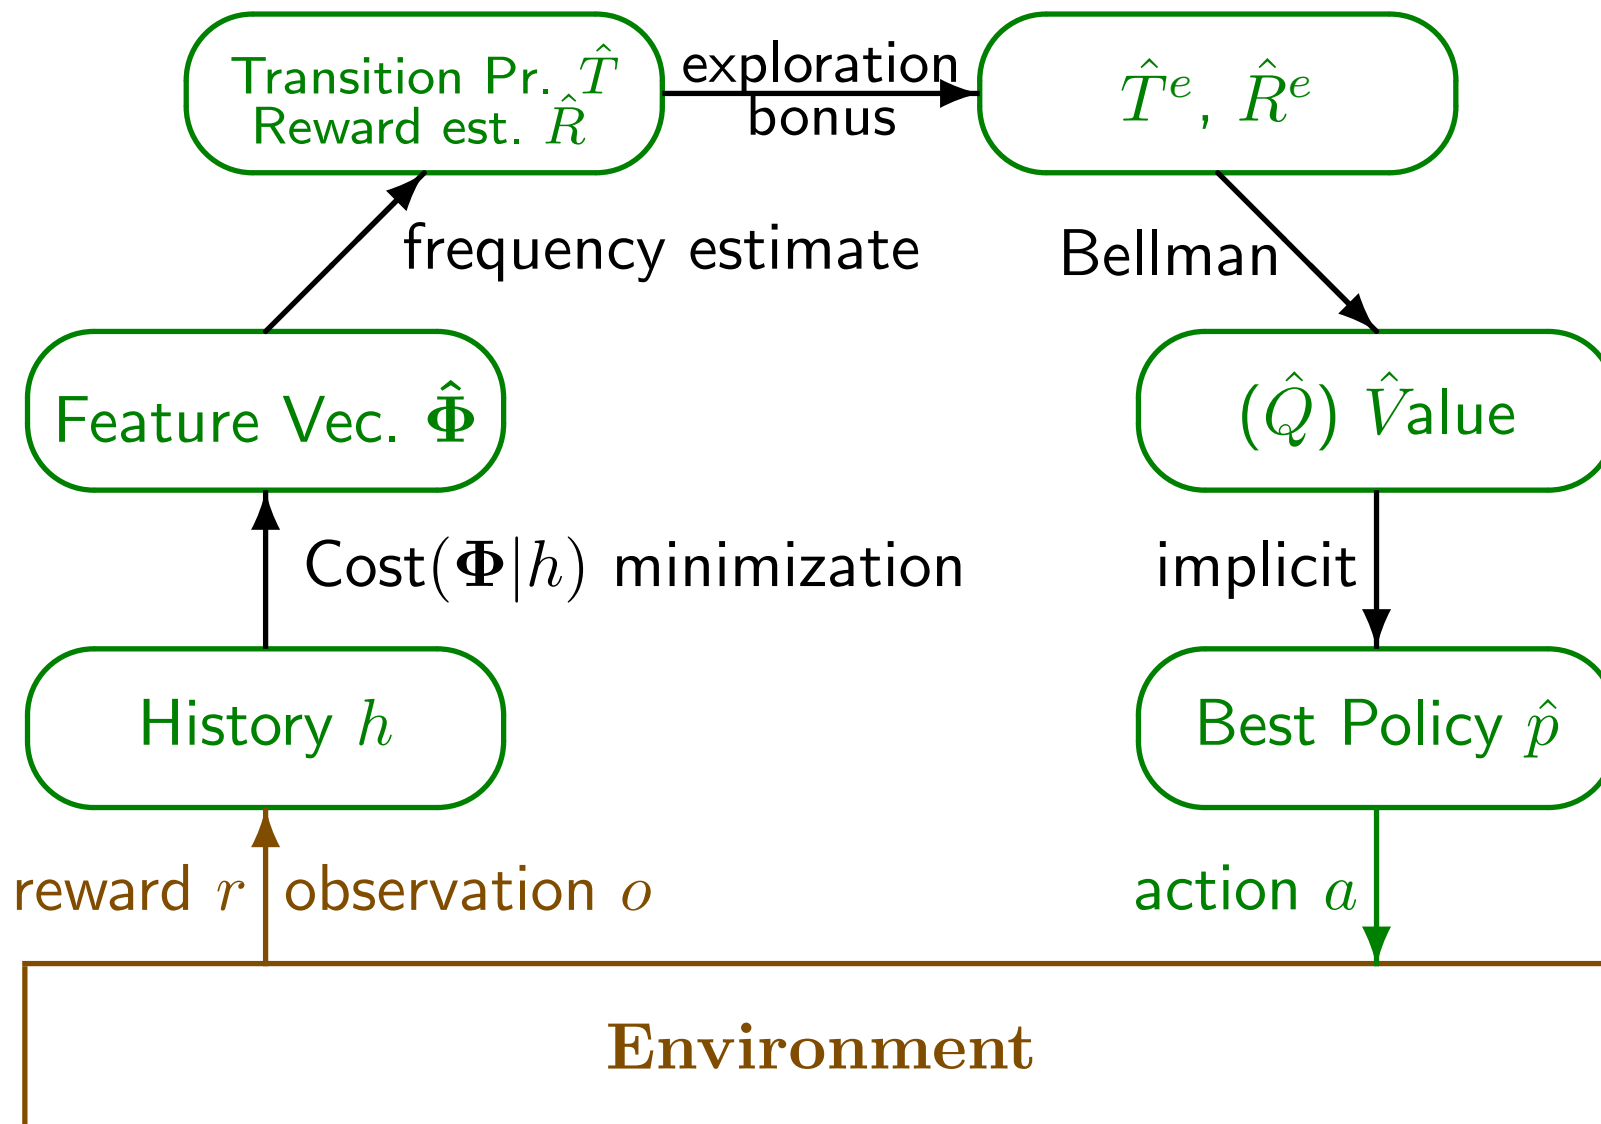 Transition Pr. T̂
Reward est. R̂
exploration
bonus
T̂ᵉ, R̂ᵉ
frequency estimate
Bellman
Feature Vec. Φ̂
(Q̂) V̂alue
Cost(Φ|h) minimization
implicit
History h
Best Policy p̂
reward r
observation o
action a
Environment